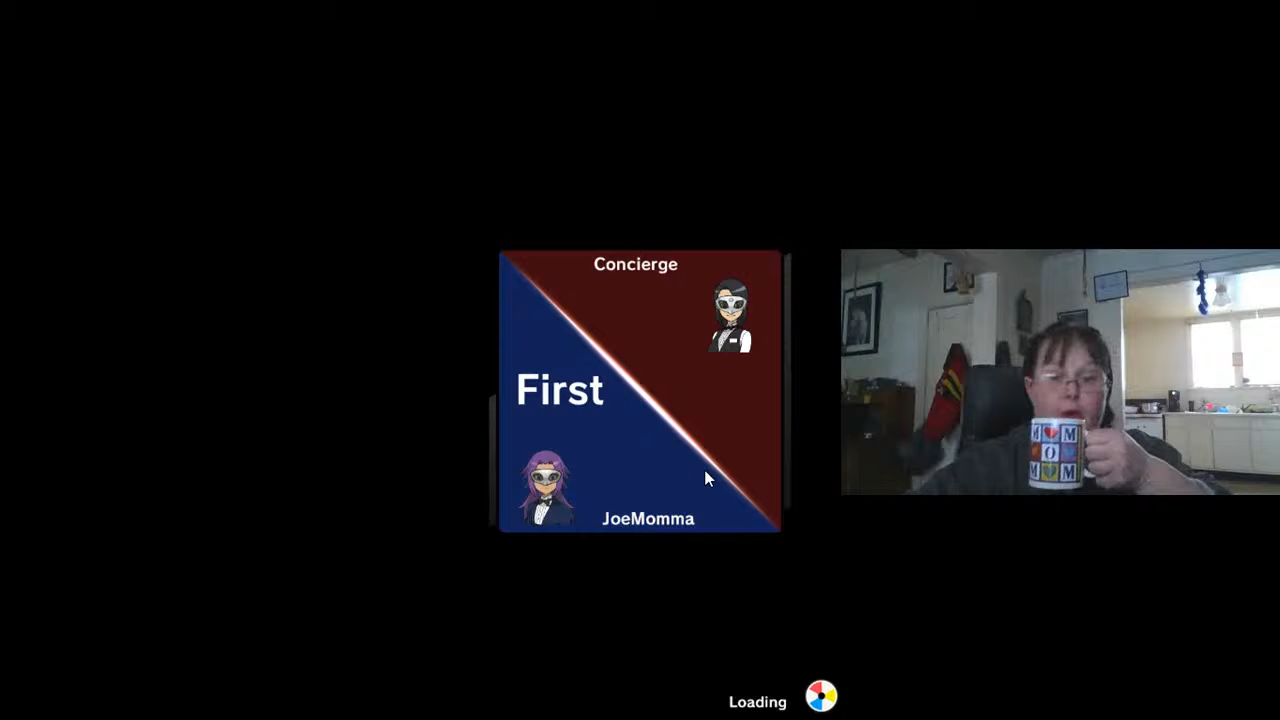 Concierge
First
JoeMomma
M M
O
M M
Loading